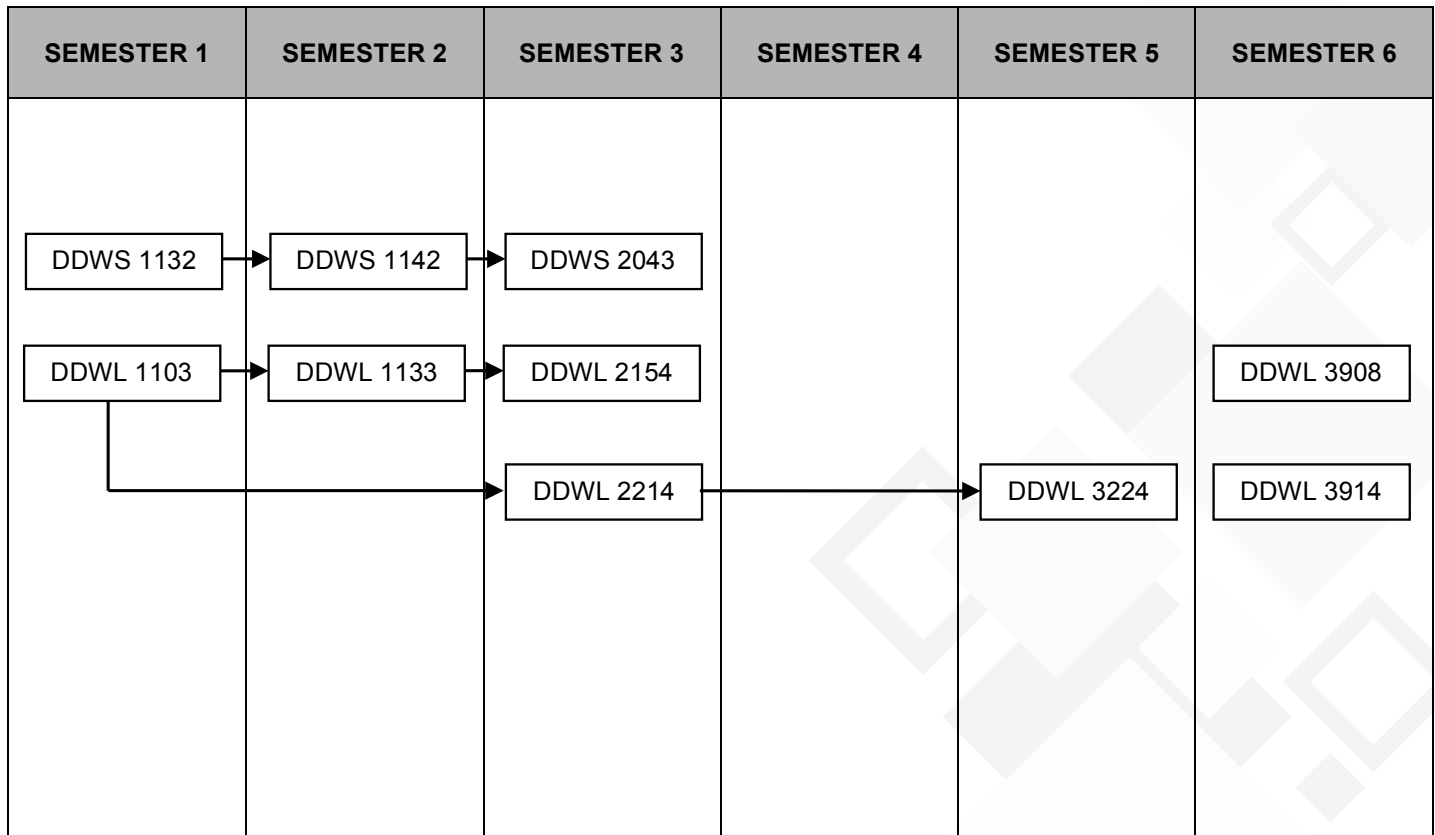 SEMESTER 1 SEMESTER 2 SEMESTER 3 SEMESTER 4 SEMESTER 5 SEMESTER 6
DDWS 1132 DDWS 1142 DDWS 2043
DDWL 1103 DDWL 1133 DDWL 2154 DDWL 3908
DDWL 2214 DDWL 3224 DDWL 3914